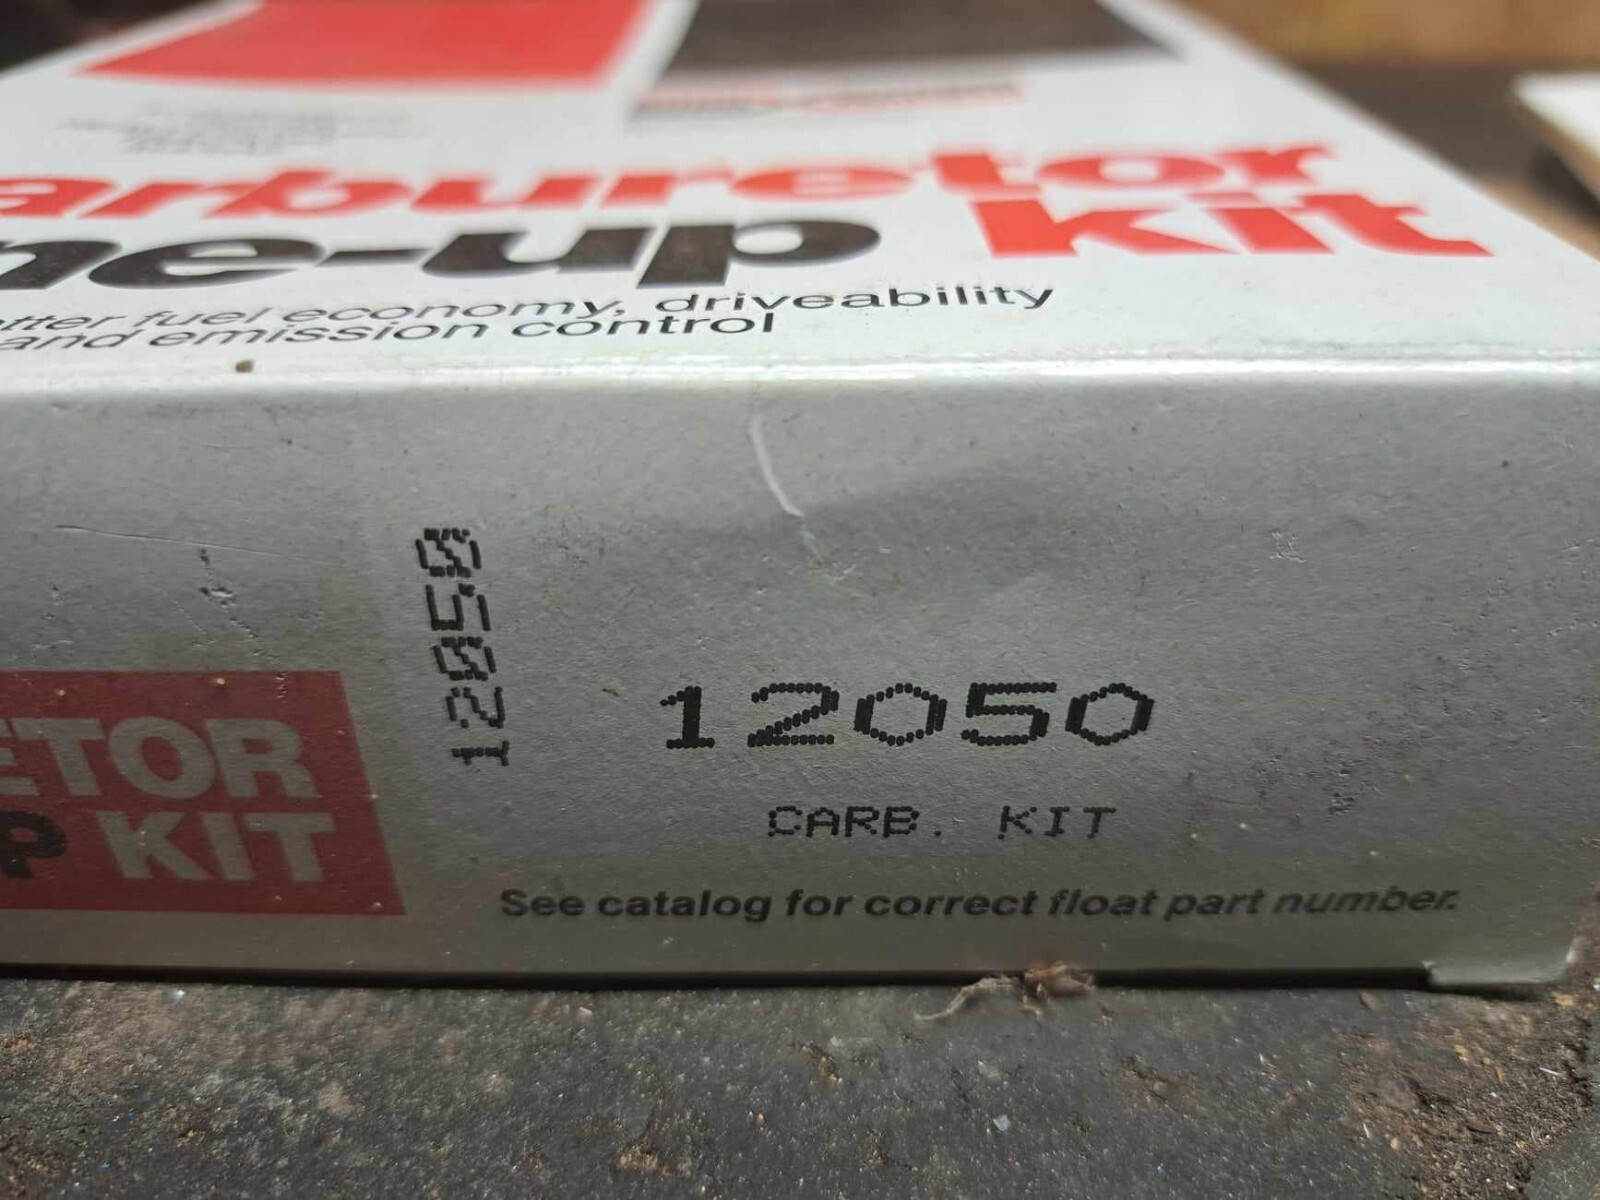 arburetor
ne-up kit
etter fuel economy, driveability
and emission control
12050
12050
CARB. KIT
See catalog for correct float part number.
ETOR
P KIT